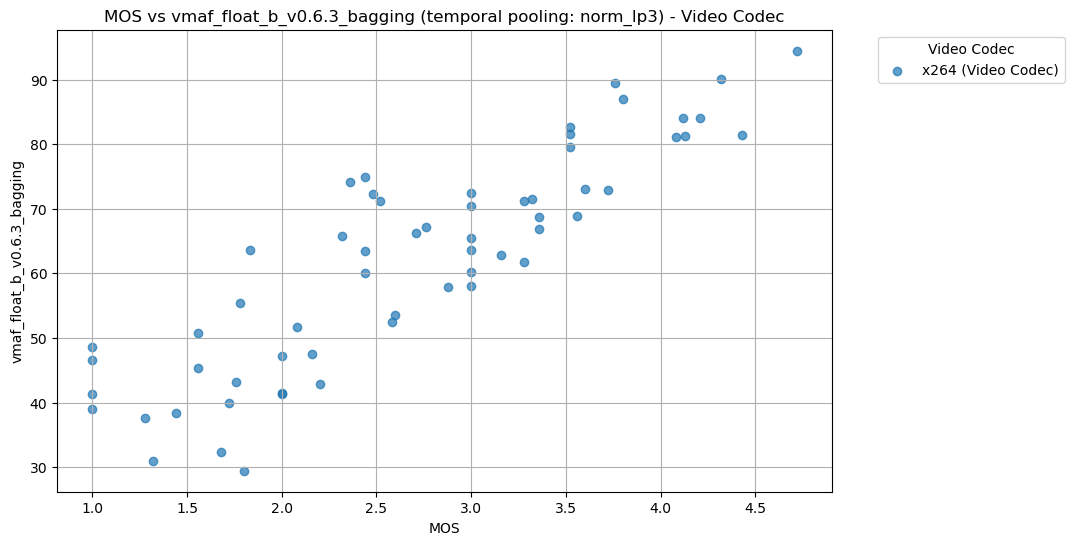 MOS vs vmaf_float_b_v0.6.3_bagging (temporal pooling: norm_lp3) - Video Codec
Video Codec
x264 (Video Codec)
vmaf_float_b_v0.6.3_bagging
90
80
70
60
50
40
30
1.0 1.5 2.0 2.5 3.0 3.5 4.0 4.5
MOS